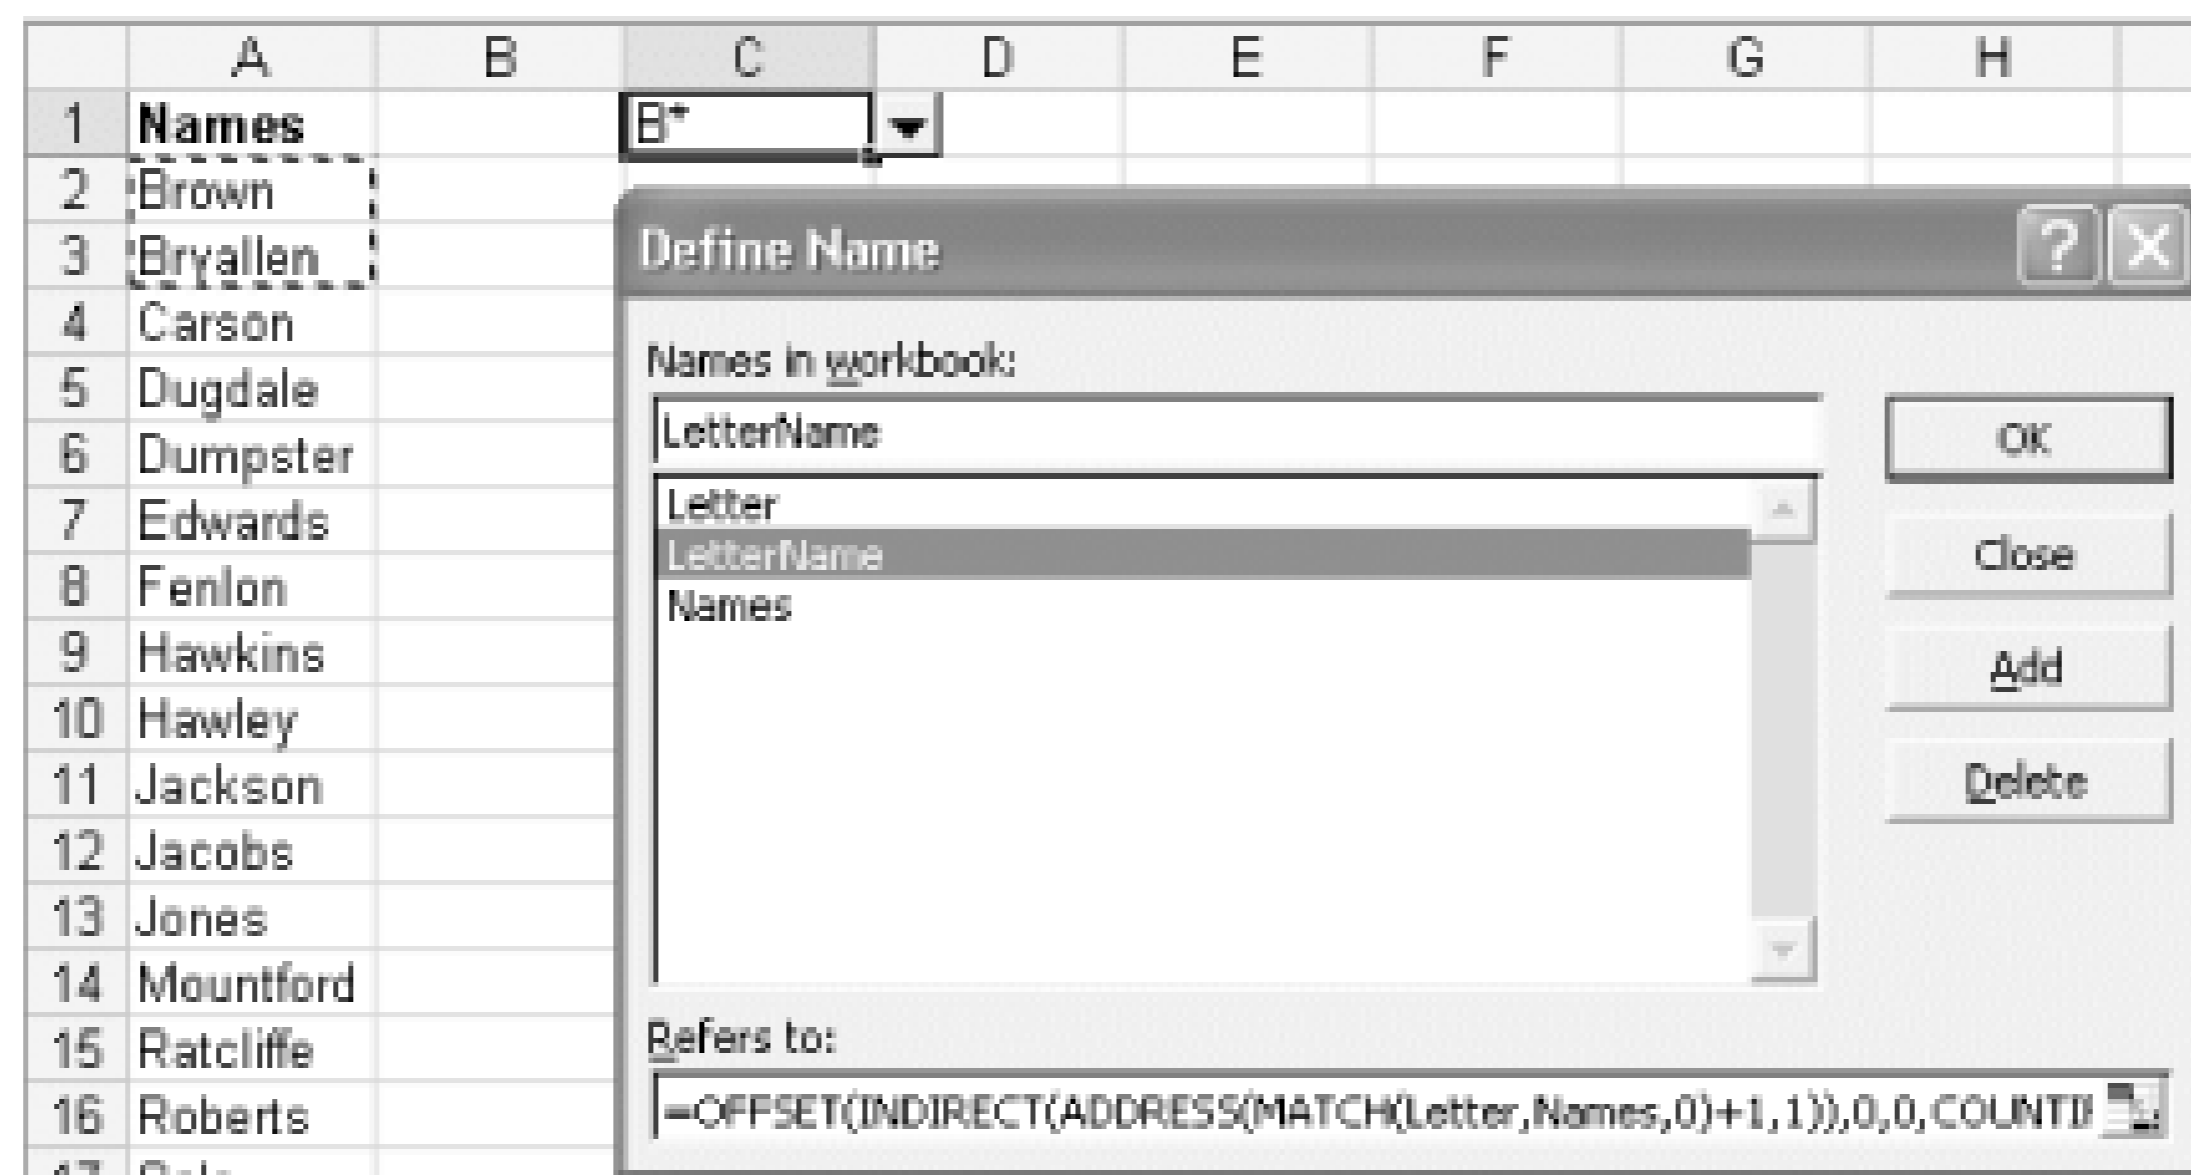 A B C D E F G H
1 Names B*
2 Brown
3 Bryallen
4 Carson
5 Dugdale
6 Dumpster
7 Edwards
8 Fenlon
9 Hawkins
10 Hawley
11 Jackson
12 Jacobs
13 Jones
14 Mountford
15 Ratcliffe
16 Roberts
17
Define Name
? X
Names in workbook:
LetterName
Letter
LetterName
Names
OK
Close
Add
Delete
Refers to:
=OFFSET(INDIRECT(ADDRESS(MATCH(Letter,Names,0)+1,1)),0,0,COUNTIF